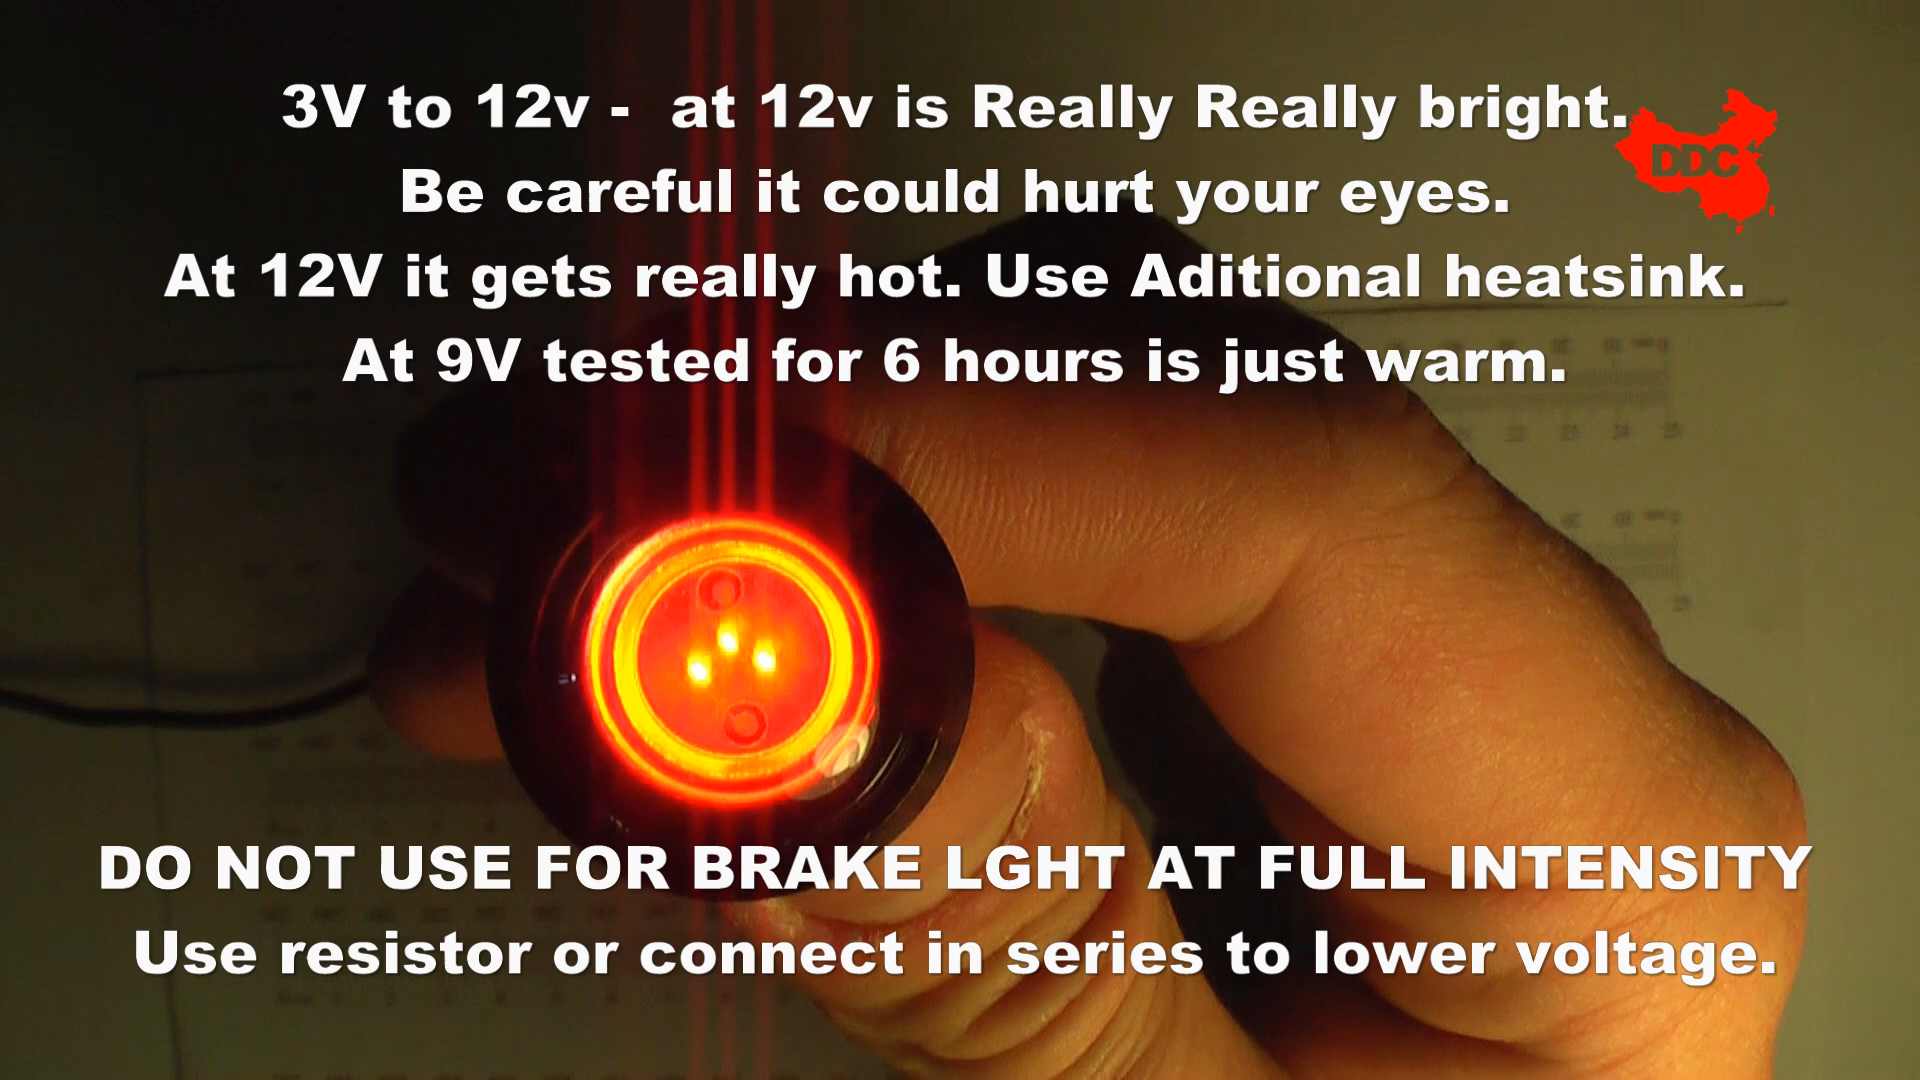 3V to 12v -  at 12v is Really Really bright.
DDC
Be careful it could hurt your eyes.
At 12V it gets really hot. Use Aditional heatsink.
At 9V tested for 6 hours is just warm.
DO NOT USE FOR BRAKE LGHT AT FULL INTENSITY
Use resistor or connect in series to lower voltage.